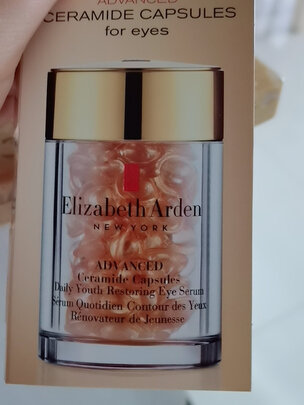 ADVANCED
CERAMIDE CAPSULES
for eyes
Elizabeth Arden
NEW YORK
ADVANCED
Ceramide Capsules
Daily Youth Restoring Eye Serum
Sérum Quotidien Contour des Yeux
Rénovateur de Jeunesse